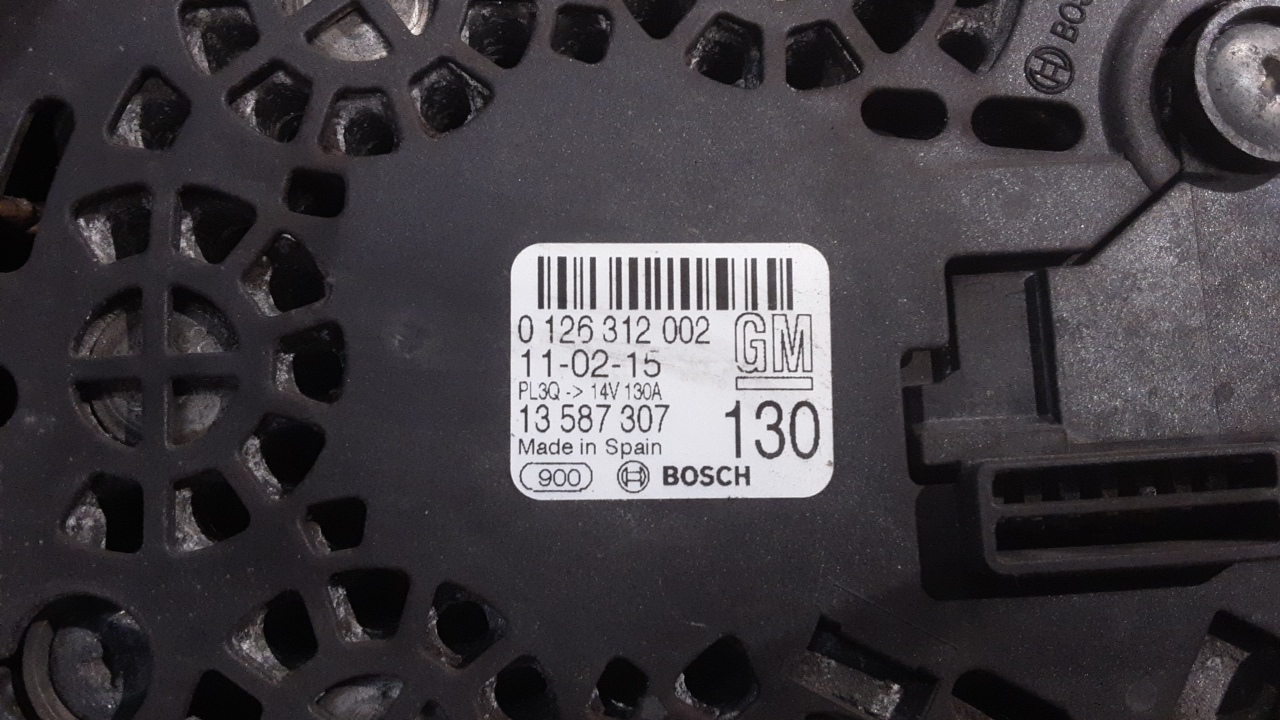 BOS
0 126 312 002
GM
11-02-15
PL3Q -> 14V 130A
13 587 307
130
Made in Spain
900
BOSCH